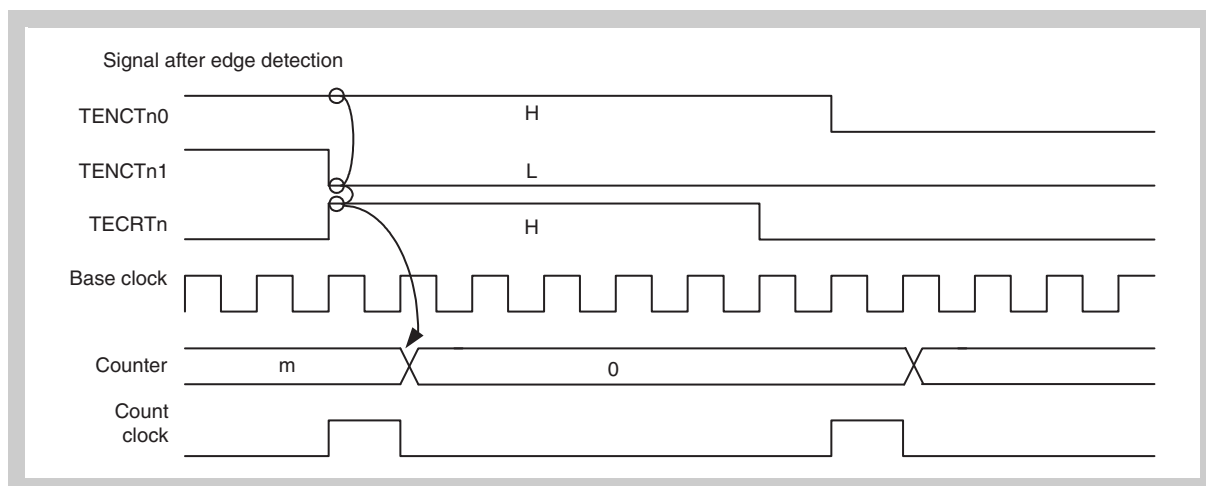 Signal after edge detection
TENCTn0
H
TENCTn1
L
TECRTn
H
Base clock
Counter
m
0
Count
clock